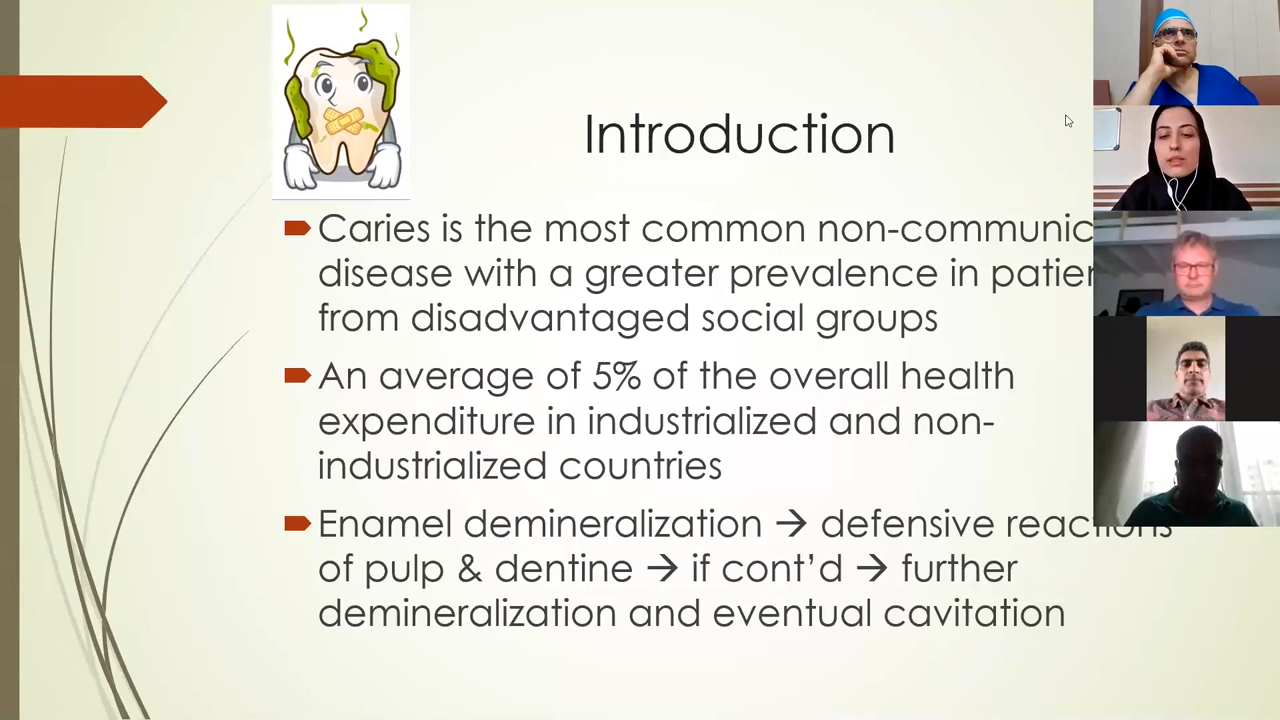 Introduction
Caries is the most common non-communic
disease with a greater prevalence in patien
from disadvantaged social groups
An average of 5% of the overall health
expenditure in industrialized and non-
industrialized countries
Enamel demineralization → defensive reactions
of pulp & dentine → if cont’d → further
demineralization and eventual cavitation